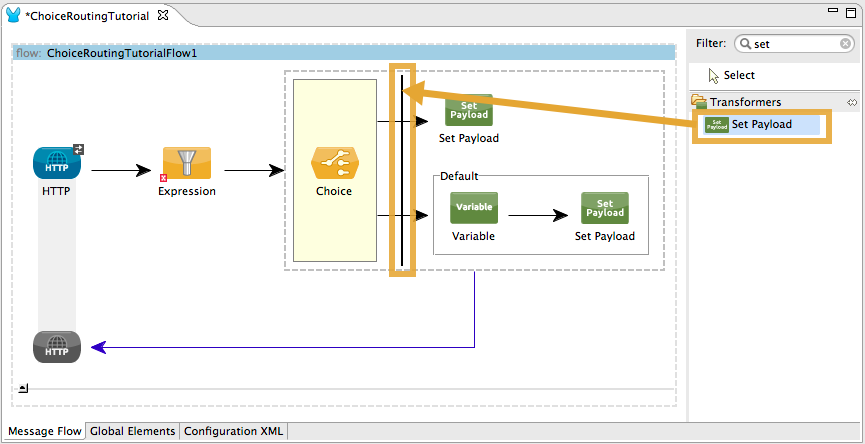 *ChoiceRoutingTutorial
flow: ChoiceRoutingTutorialFlow1
Filter: set
Select
Transformers
Set Payload Set Payload
Set Payload
Set Payload
HTTP
HTTP
Expression
Choice
Default
Variable
Variable
Set Payload
Set Payload
HTTP
Message Flow Global Elements Configuration XML